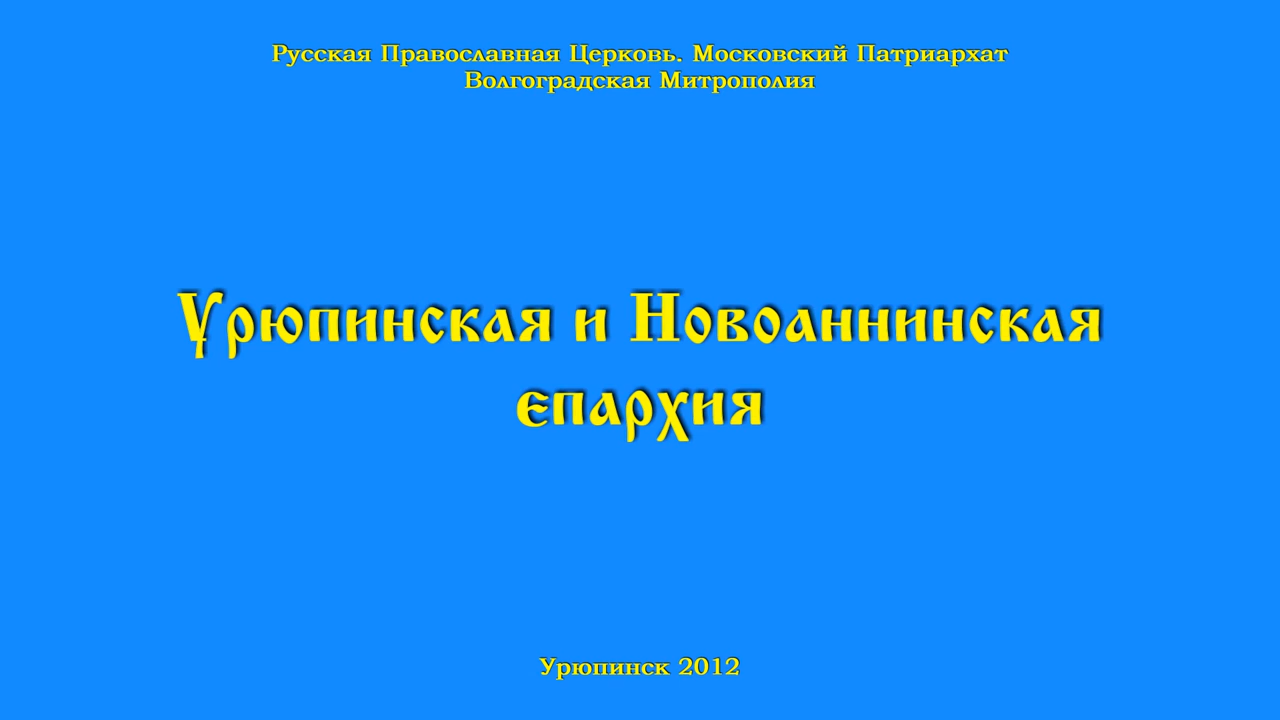 Русская Православная Церковь. Московский Патриархат
Волгоградская Митрополия
Урюпинская и Новоаннинская
епархия
Урюпинск 2012